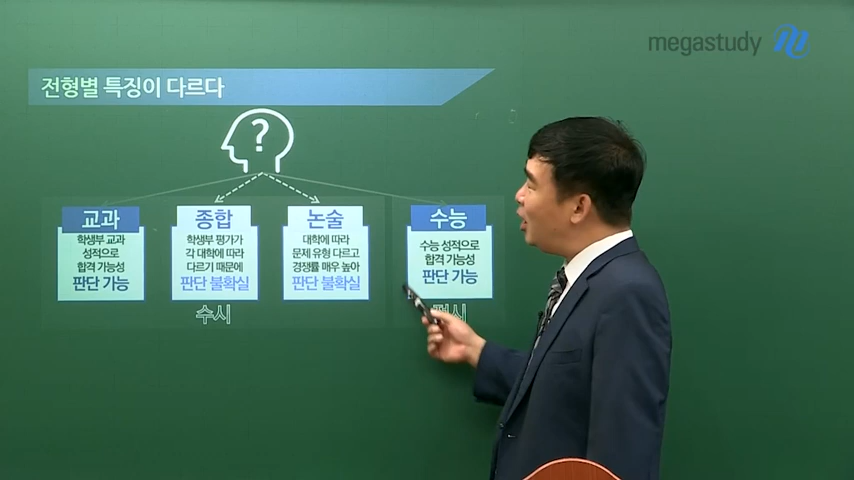 megastudy
전형별 특징이 다르다
?
교과
학생부 교과
성적으로
합격 가능성
판단 가능
종합
학생부 평가가
각 대학에 따라
다르기 때문에
판단 불확실
논술
대학에 따라
문제 유형 다르고
경쟁률 매우 높아
판단 불확실
수능
수능 성적으로
합격 가능성
판단 가능
수시
정시